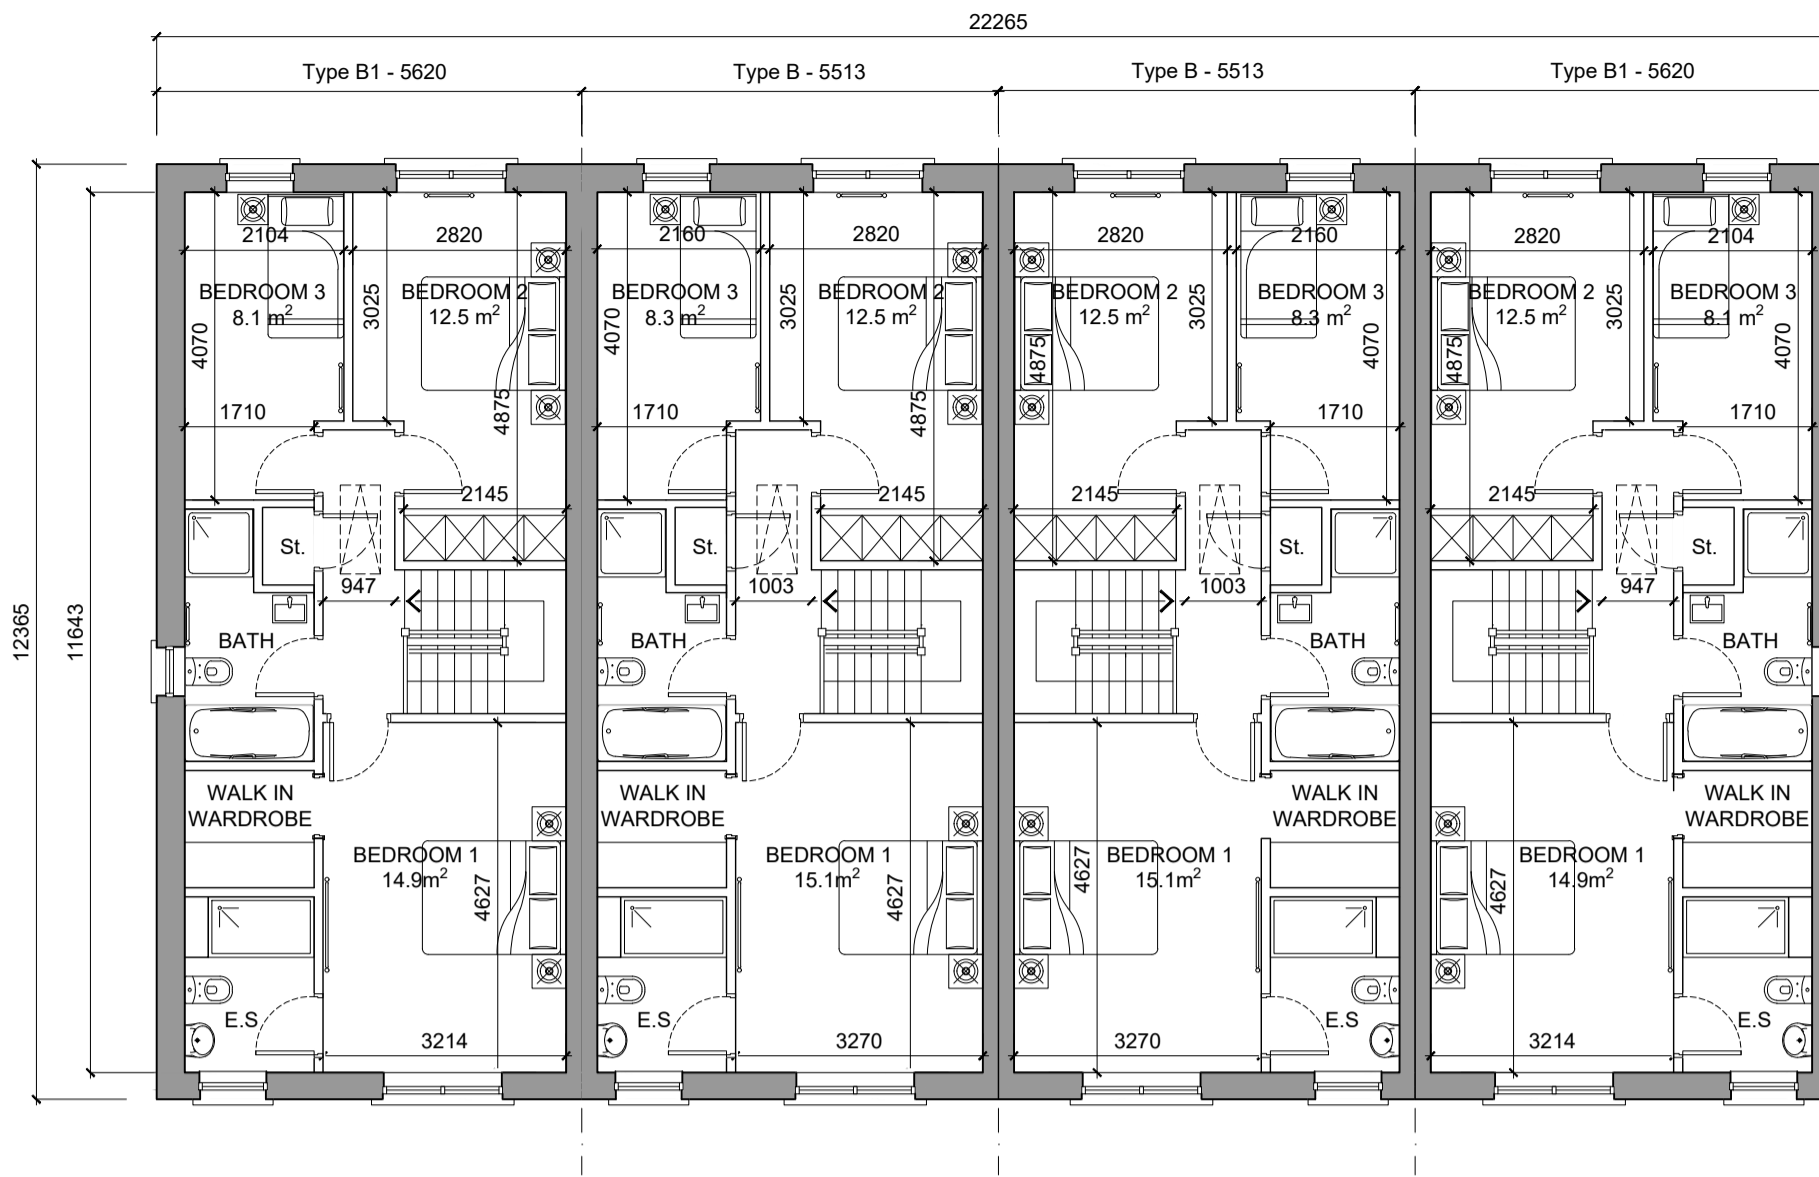 22265
Type B1 - 5620
Type B - 5513
Type B - 5513
Type B1 - 5620
2104
2820
2160
2820
2820
2160
2820
2104
BEDROOM 3
8.1 m²
BEDROOM 2
12.5 m²
BEDROOM 3
8.3 m²
BEDROOM 2
12.5 m²
BEDROOM 2
12.5 m²
BEDROOM 3
8.3 m²
BEDROOM 2
12.5 m²
BEDROOM 3
8.1 m²
3025
3025
3025
3025
4070
4070
4070
4070
4875
4875
4875
4875
1710
1710
1710
1710
2145
2145
2145
2145
St.
St.
St.
St.
947
1003
1003
947
12365
11643
BATH
BATH
BATH
BATH
WALK IN
WARDROBE
WALK IN
WARDROBE
WALK IN
WARDROBE
WALK IN
WARDROBE
BEDROOM 1
14.9m²
BEDROOM 1
15.1m²
BEDROOM 1
15.1m²
BEDROOM 1
14.9m²
4627
4627
4627
4627
E.S
E.S
E.S
E.S
3214
3270
3270
3214